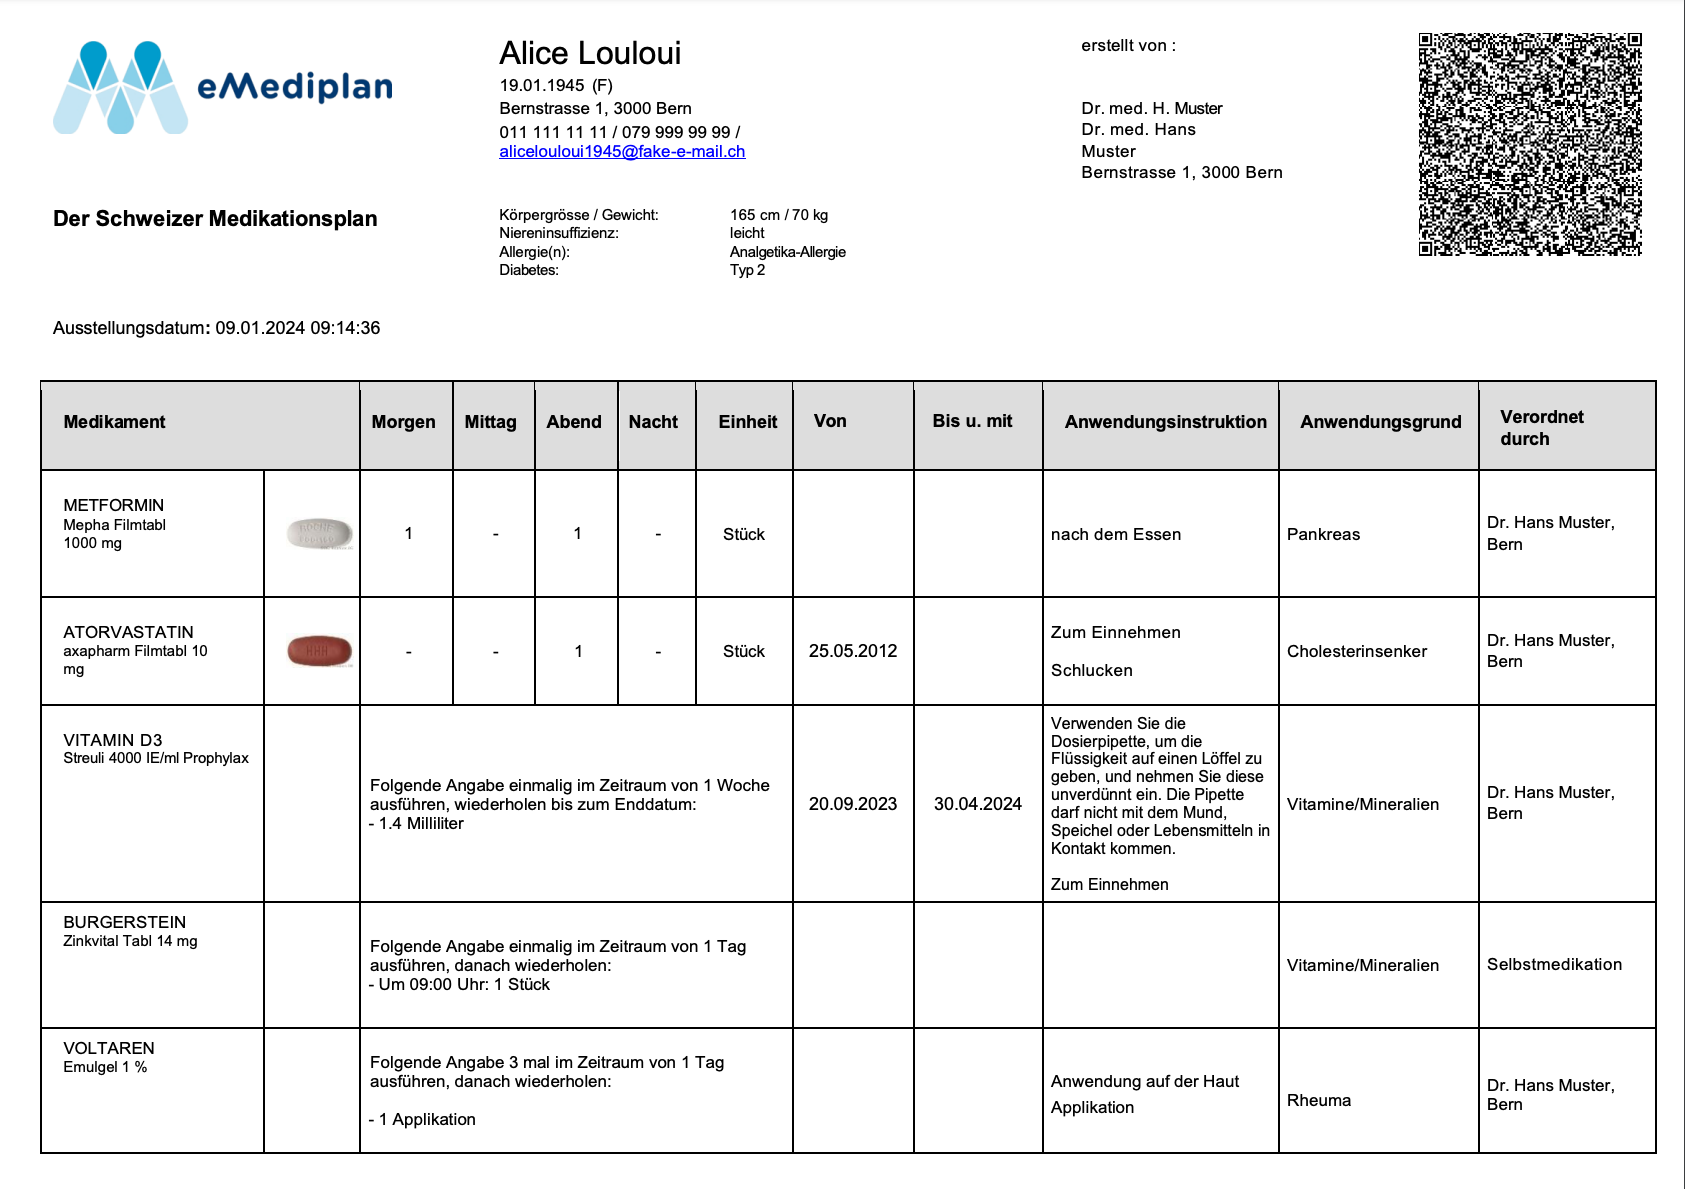 eMediplan
Alice Louloui
19.01.1945 (F)
Bernstrasse 1, 3000 Bern
011 111 11 11 / 079 999 99 99 /
alicelouloui1945@fake-e-mail.ch
erstellt von :
Dr. med. H. Muster
Dr. med. Hans
Muster
Bernstrasse 1, 3000 Bern
Der Schweizer Medikationsplan
Körpergrösse / Gewicht: 165 cm / 70 kg
Niereninsuffizienz: leicht
Allergie(n): Analgetika-Allergie
Diabetes: Typ 2
Ausstellungsdatum: 09.01.2024 09:14:36
Medikament Morgen Mittag Abend Nacht Einheit Von Bis u. mit Anwendungsinstruktion Anwendungsgrund Verordnet
durch
METFORMIN
Mepha Filmtabl
1000 mg
1 - 1 - Stück nach dem Essen Pankreas
Dr. Hans Muster,
Bern
ATORVASTATIN
axapharm Filmtabl 10
mg
- - 1 - Stück 25.05.2012
Zum Einnehmen
Schlucken
Cholesterinsenker
Dr. Hans Muster,
Bern
VITAMIN D3
Streuli 4000 IE/ml Prophylax
Folgende Angabe einmalig im Zeitraum von 1 Woche
ausführen, wiederholen bis zum Enddatum:
- 1.4 Milliliter
20.09.2023 30.04.2024
Verwenden Sie die
Dosierpipette, um die
Flüssigkeit auf einen Löffel zu
geben, und nehmen Sie diese
unverdünnt ein. Die Pipette
darf nicht mit dem Mund,
Speichel oder Lebensmitteln in
Kontakt kommen.
Zum Einnehmen
Vitamine/Mineralien
Dr. Hans Muster,
Bern
BURGERSTEIN
Zinkvital Tabl 14 mg
Folgende Angabe einmalig im Zeitraum von 1 Tag
ausführen, danach wiederholen:
- Um 09:00 Uhr: 1 Stück
Vitamine/Mineralien
Selbstmedikation
VOLTAREN
Emulgel 1 %
Folgende Angabe 3 mal im Zeitraum von 1 Tag
ausführen, danach wiederholen:
- 1 Applikation
Anwendung auf der Haut
Applikation
Rheuma
Dr. Hans Muster,
Bern